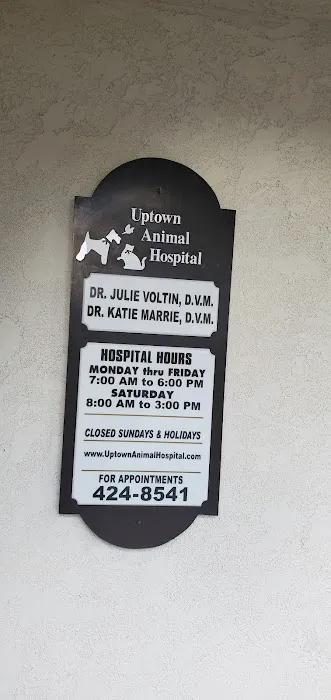 Uptown
Animal
Hospital
DR. JULIE VOLTIN, D.V.M.
DR. KATIE MARRIE, D.V.M.
HOSPITAL HOURS
MONDAY thru FRIDAY
7:00 AM to 6:00 PM
SATURDAY
8:00 AM to 3:00 PM
CLOSED SUNDAYS & HOLIDAYS
www.UptownAnimalHospital.com
FOR APPOINTMENTS
424-8541